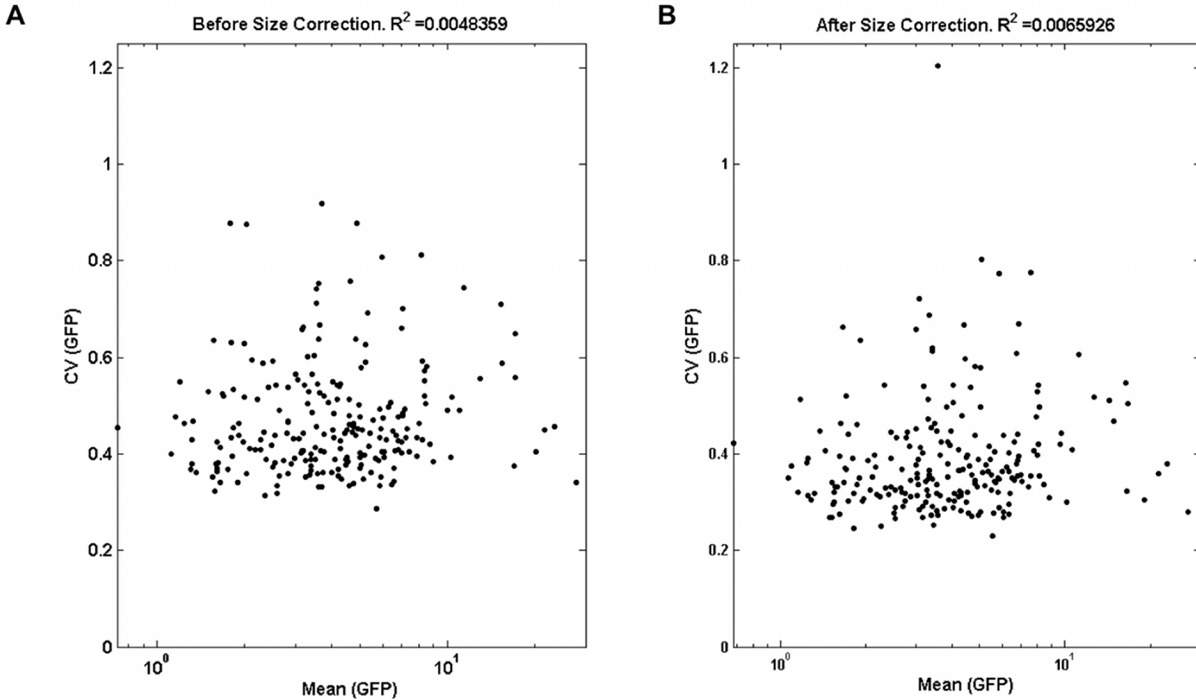 A
Before Size Correction. R² =0.0048359
1.2
1
0.8
0.6
0.4
0.2
0
CV (GFP)
10⁰
10¹
Mean (GFP)
B
After Size Correction. R² =0.0065926
1.2
1
0.8
0.6
0.4
0.2
0
CV (GFP)
10⁰
10¹
Mean (GFP)